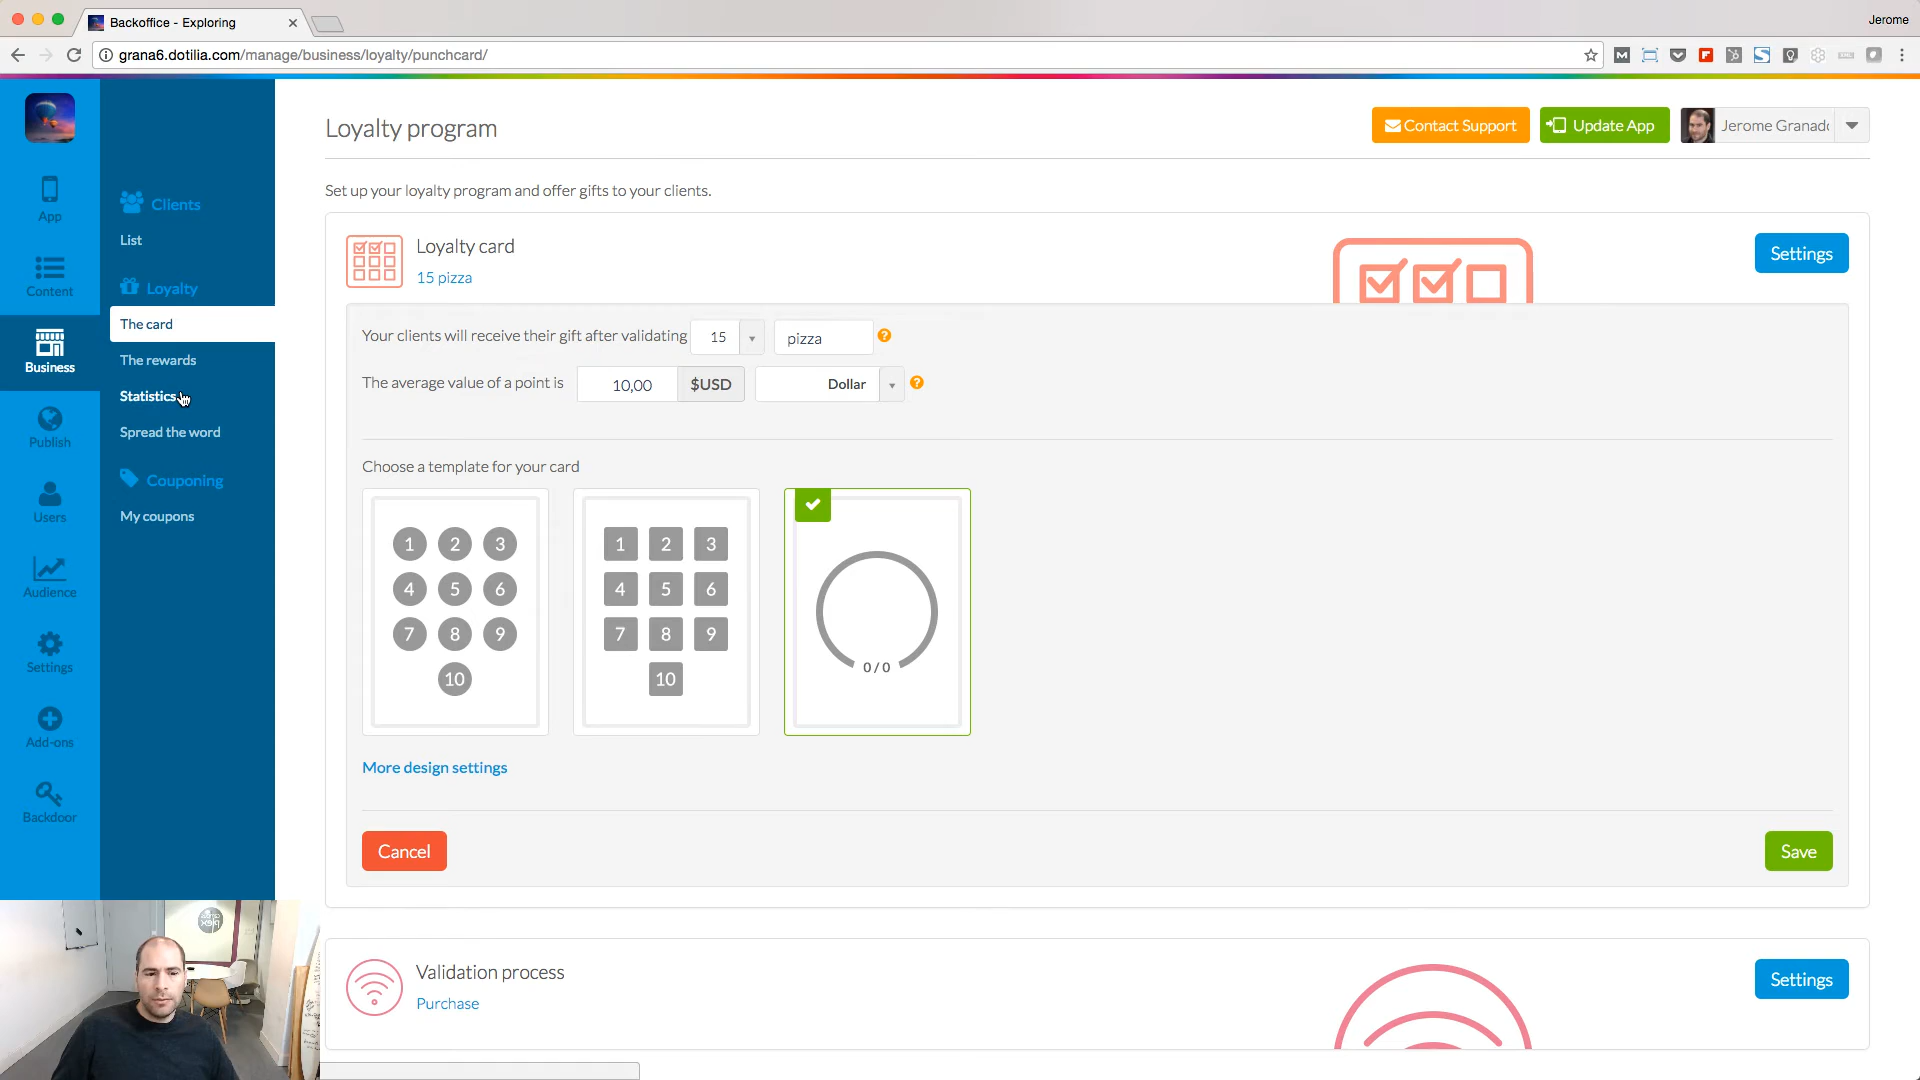 Backoffice - Exploring
Jerome
grana6.dotilia.com/manage/business/loyalty/punchcard/
Loyalty program
Contact Support
Update App
Jerome Granado
Set up your loyalty program and offer gifts to your clients.
App
Content
Business
Publish
Users
Audience
Settings
Add-ons
Backdoor
Clients
List
Loyalty
The card
The rewards
Statistics
Spread the word
Couponing
My coupons
Loyalty card
15 pizza
Settings
Your clients will receive their gift after validating 15 pizza ?
The average value of a point is 10,00 $USD Dollar ?
Choose a template for your card
1 2 3
4 5 6
7 8 9
10
1 2 3
4 5 6
7 8 9
10
0 / 0
More design settings
Cancel
Save
Validation process
Purchase
Settings